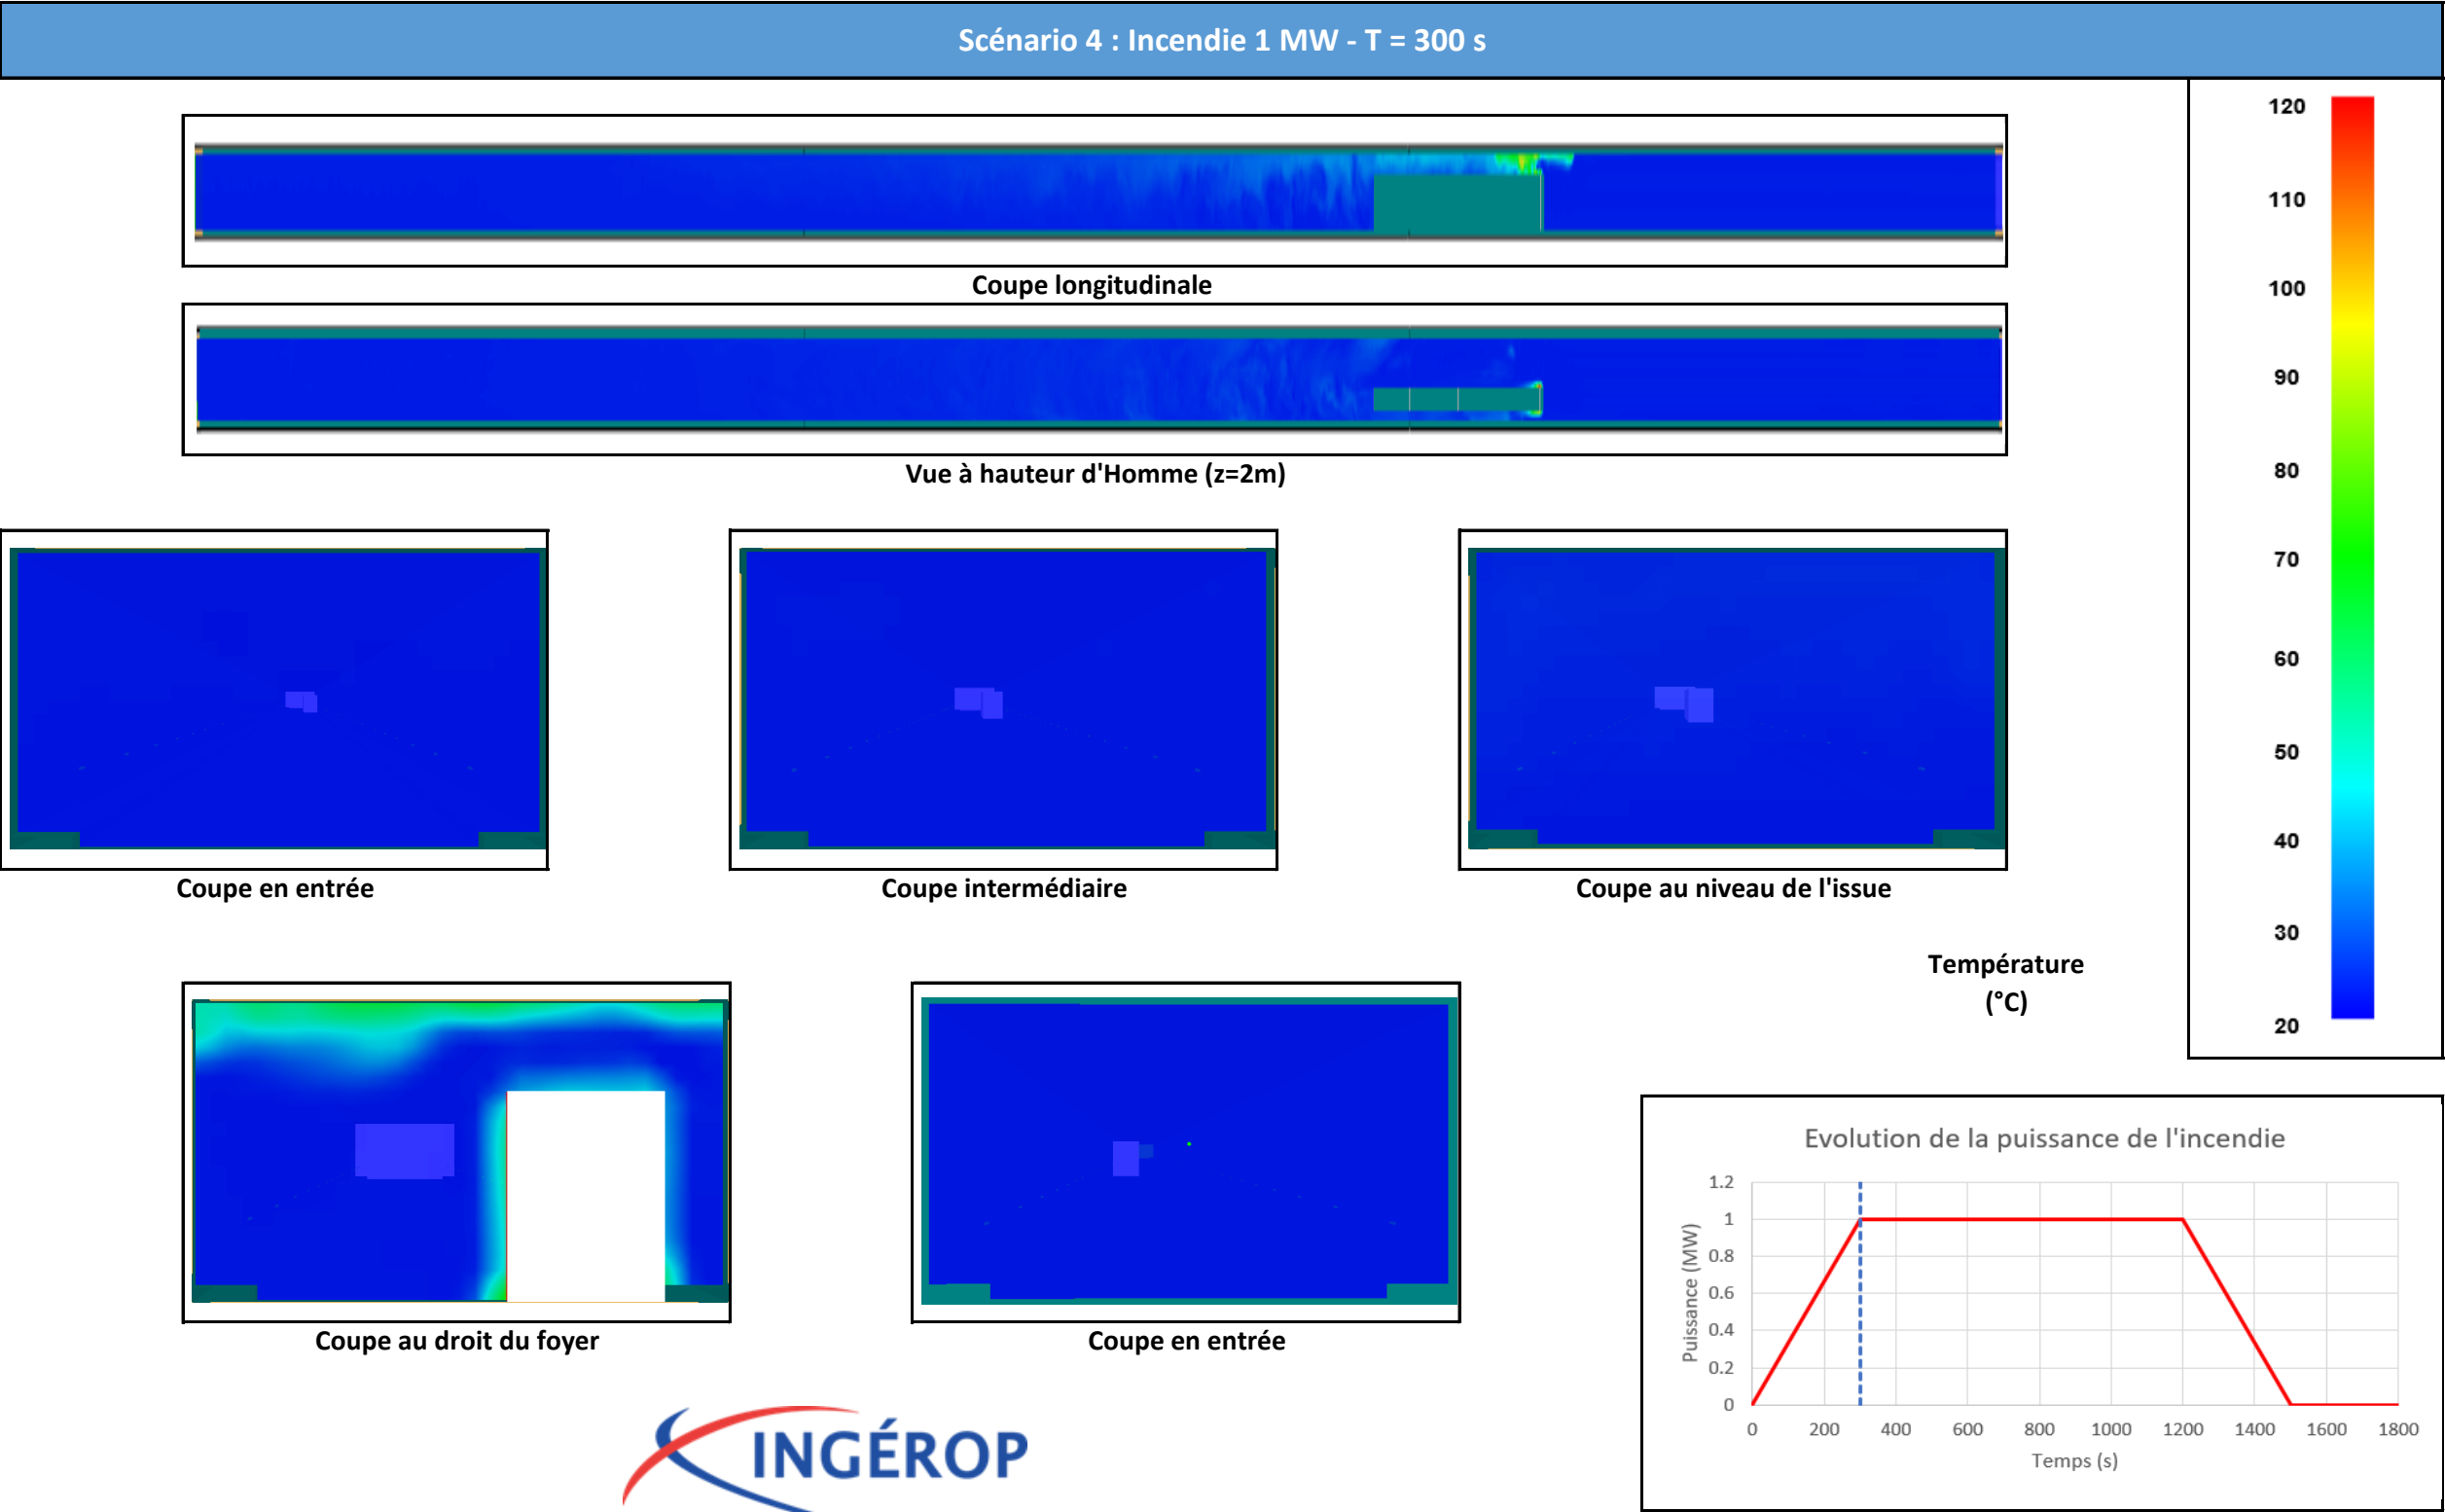 Scénario 4 : Incendie 1 MW - T = 300 s
Coupe longitudinale
Vue à hauteur d'Homme (z=2m)
Coupe en entrée
Coupe intermédiaire
Coupe au niveau de l'issue
Coupe au droit du foyer
Coupe en entrée
Température
(°C)
120
110
100
90
80
70
60
50
40
30
20
Evolution de la puissance de l'incendie
Puissance (MW)
1.2
1
0.8
0.6
0.4
0.2
0
0 200 400 600 800 1000 1200 1400 1600 1800
Temps (s)
INGÉROP